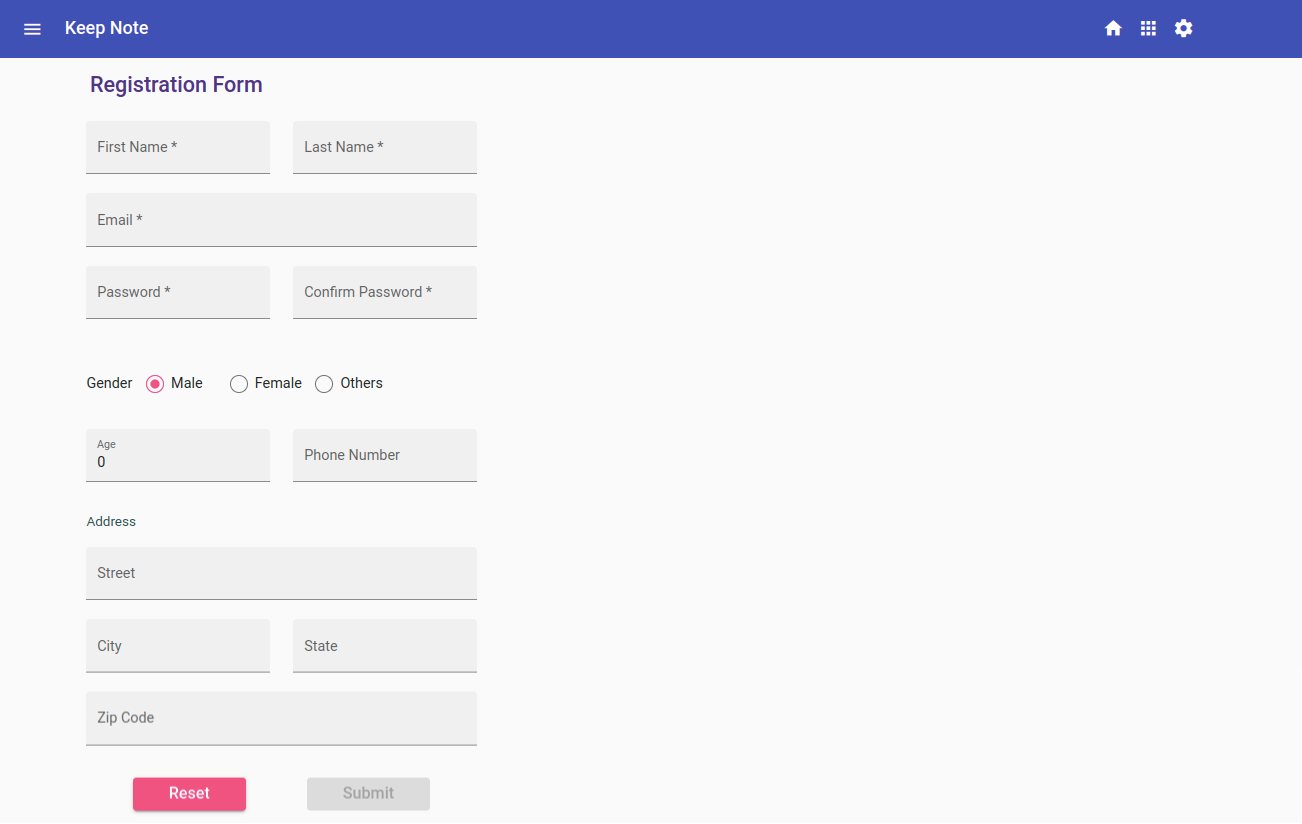 Keep Note
Registration Form
First Name * Last Name *
Email *
Password * Confirm Password *
Gender Male Female Others
Age
0
Phone Number
Address
Street
City State
Zip Code
Reset Submit